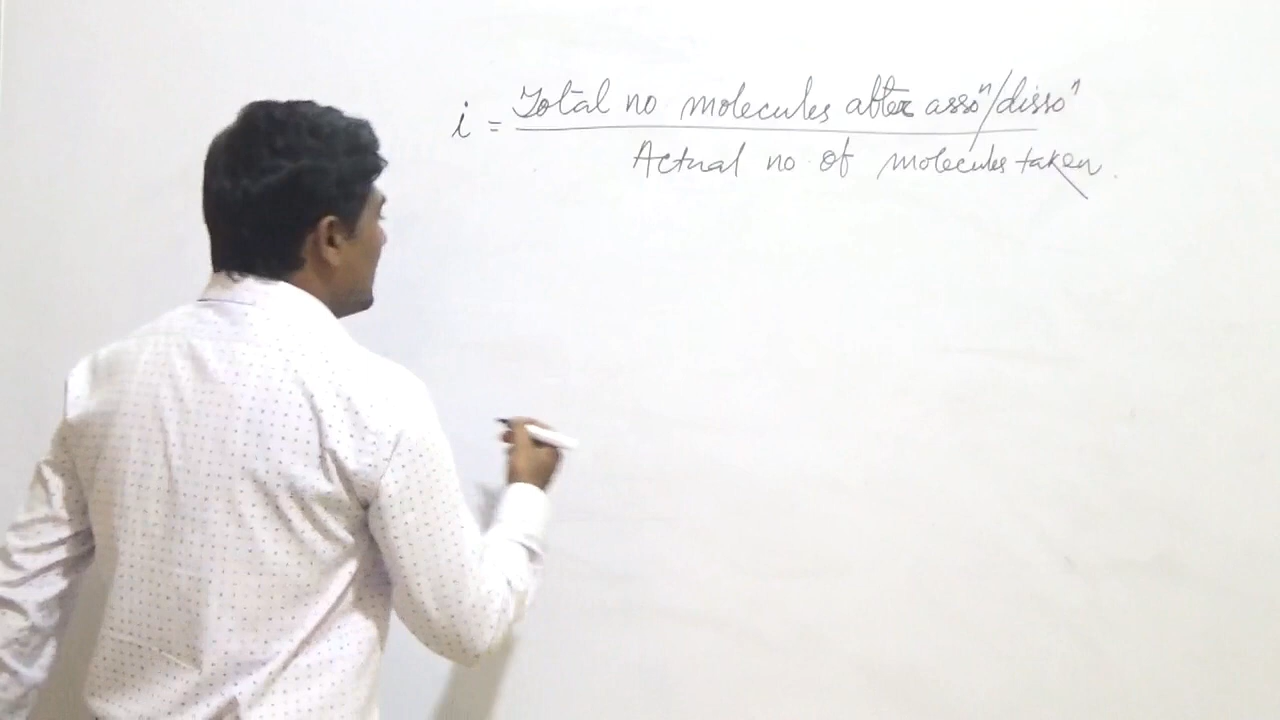 i = Total no molecules after assoⁿ/dissoⁿ
Actual no of molecules taken.